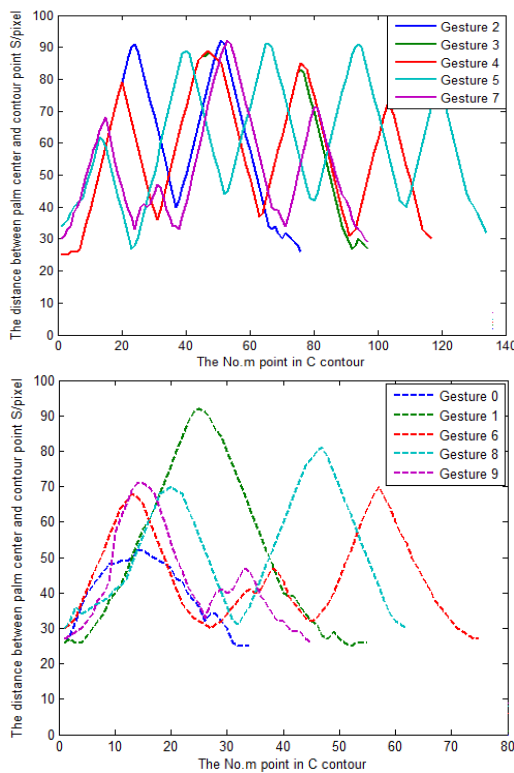 100
90
80
70
60
50
40
30
20
10
0
The distance between palm center and contour point S/pixel
Gesture 2
Gesture 3
Gesture 4
Gesture 5
Gesture 7
0 20 40 60 80 100 120 140
The No.m point in C contour
100
90
80
70
60
50
40
30
20
10
0
The distance between palm center and contour point S/pixel
Gesture 0
Gesture 1
Gesture 6
Gesture 8
Gesture 9
0 10 20 30 40 50 60 70 80
The No.m point in C contour